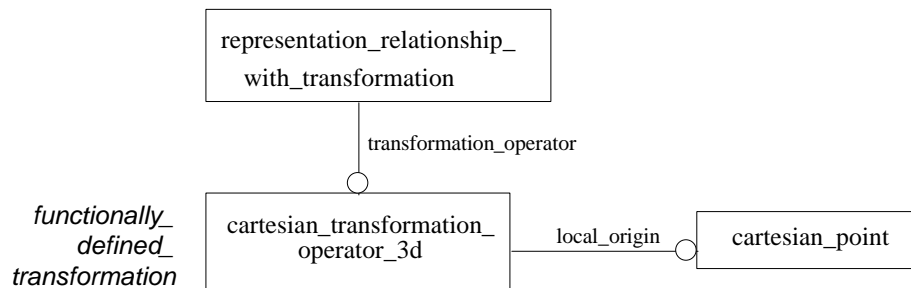 representation_relationship_
with_transformation
transformation_operator
functionally_
defined_
transformation
cartesian_transformation_
operator_3d
local_origin
cartesian_point